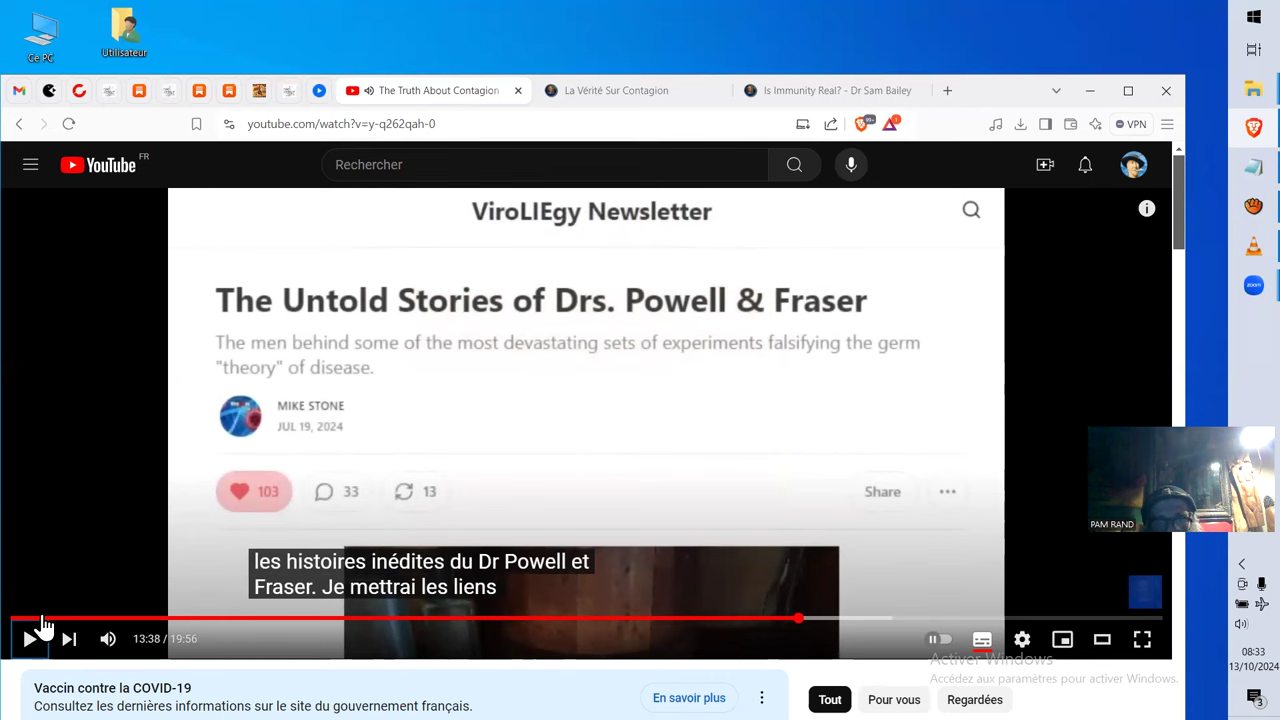 Ce PC
Utilisateur
The Truth About Contagion
La Vérité Sur Contagion
Is Immunity Real? - Dr Sam Bailey
youtube.com/watch?v=y-q262qah-0
99+
1
VPN
YouTube
FR
Rechercher
ViroLIEgy Newsletter
The Untold Stories of Drs. Powell & Fraser
The men behind some of the most devastating sets of experiments falsifying the germ
"theory" of disease.
MIKE STONE
JUL 19, 2024
103
33
13
Share
PAM RAND
les histoires inédites du Dr Powell et
Fraser. Je mettrai les liens
13:38 / 19:56
Activer Windows
Accédez aux paramètres pour activer Windows.
Vaccin contre la COVID-19
Consultez les dernières informations sur le site du gouvernement français.
En savoir plus
Tout
Pour vous
Regardées
zoom
08:33
13/10/2024
3